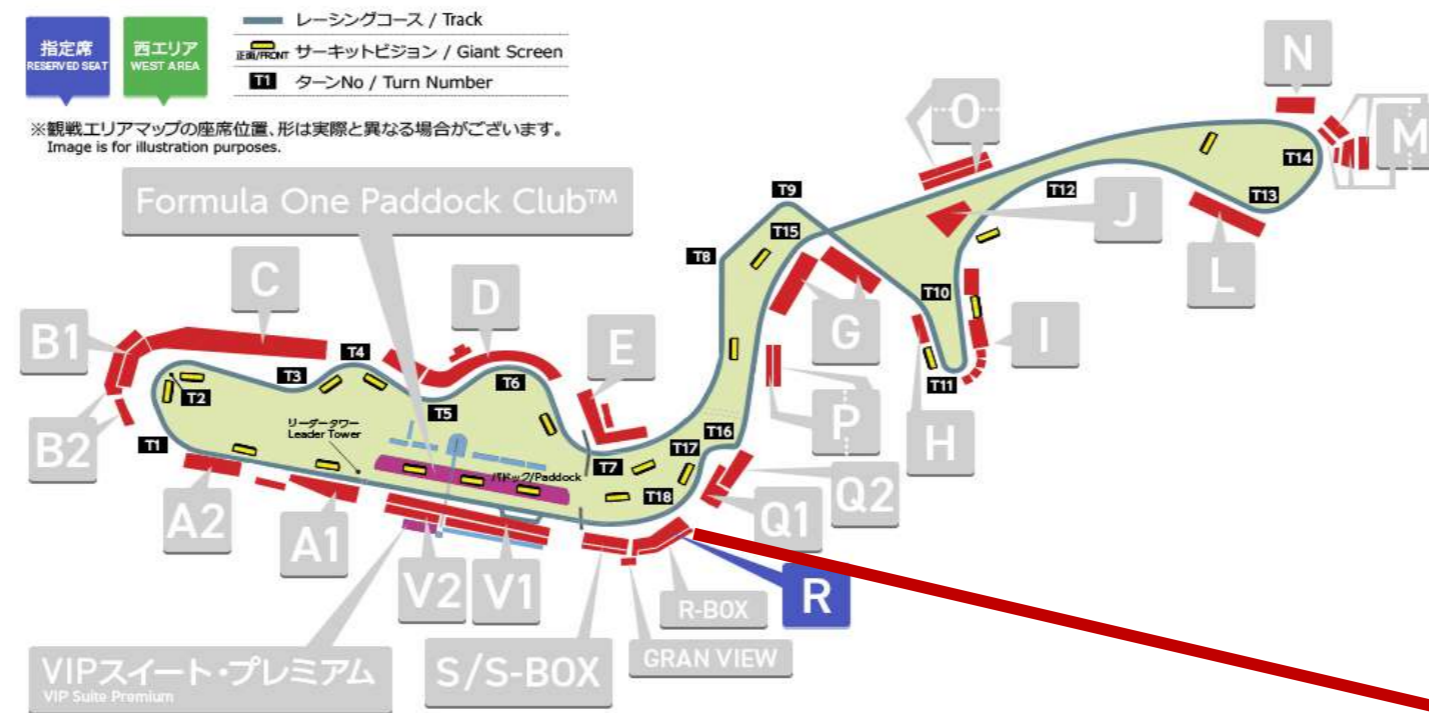 指定席
RESERVED SEAT
西エリア
WEST AREA
レーシングコース / Track
正面/FRONT サーキットビジョン / Giant Screen
T1 ターンNo / Turn Number
※観戦エリアマップの座席位置、形は実際と異なる場合がございます。
Image is for illustration purposes.
Formula One Paddock Club™
N
O
M
T14
T9
T12
T13
J
T15
T8
L
C
D
T10
G
I
B1
E
T4
T3
T6
T11
T2
T5
リーダータワー
Leader Tower
P
H
B2
T1
T16
T17
T7
パドック/Paddock
T18
Q2
Q1
A2
A1
V2
V1
R
R-BOX
VIPスイート・プレミアム
VIP Suite Premium
S/S-BOX
GRAN VIEW